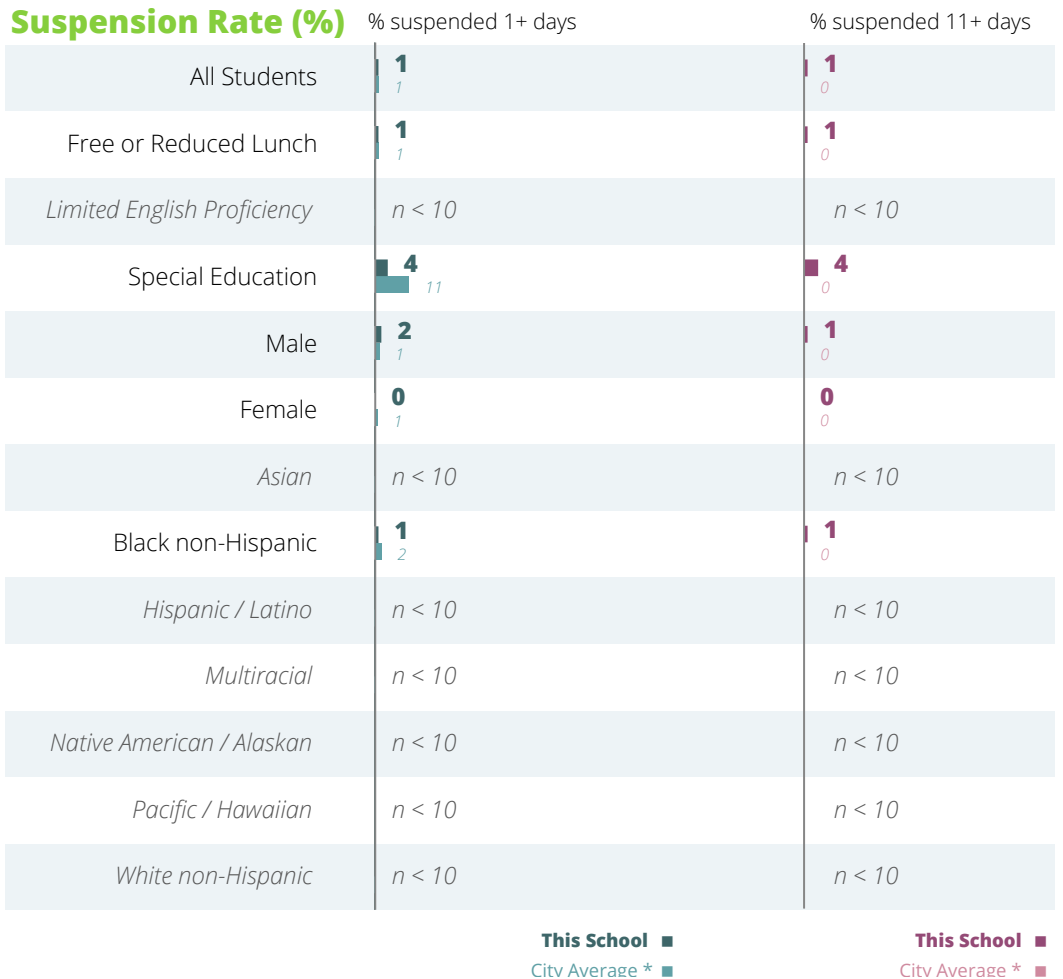 Suspension Rate (%) % suspended 1+ days % suspended 11+ days
All Students 1 1
1 0
Free or Reduced Lunch 1 1
1 0
Limited English Proficiency n < 10 n < 10
Special Education 4 4
11 0
Male 2 1
1 0
Female 0 0
1 0
Asian n < 10 n < 10
Black non-Hispanic 1 1
2 0
Hispanic / Latino n < 10 n < 10
Multiracial n < 10 n < 10
Native American / Alaskan n < 10 n < 10
Pacific / Hawaiian n < 10 n < 10
White non-Hispanic n < 10 n < 10
This School This School
City Average * City Average *